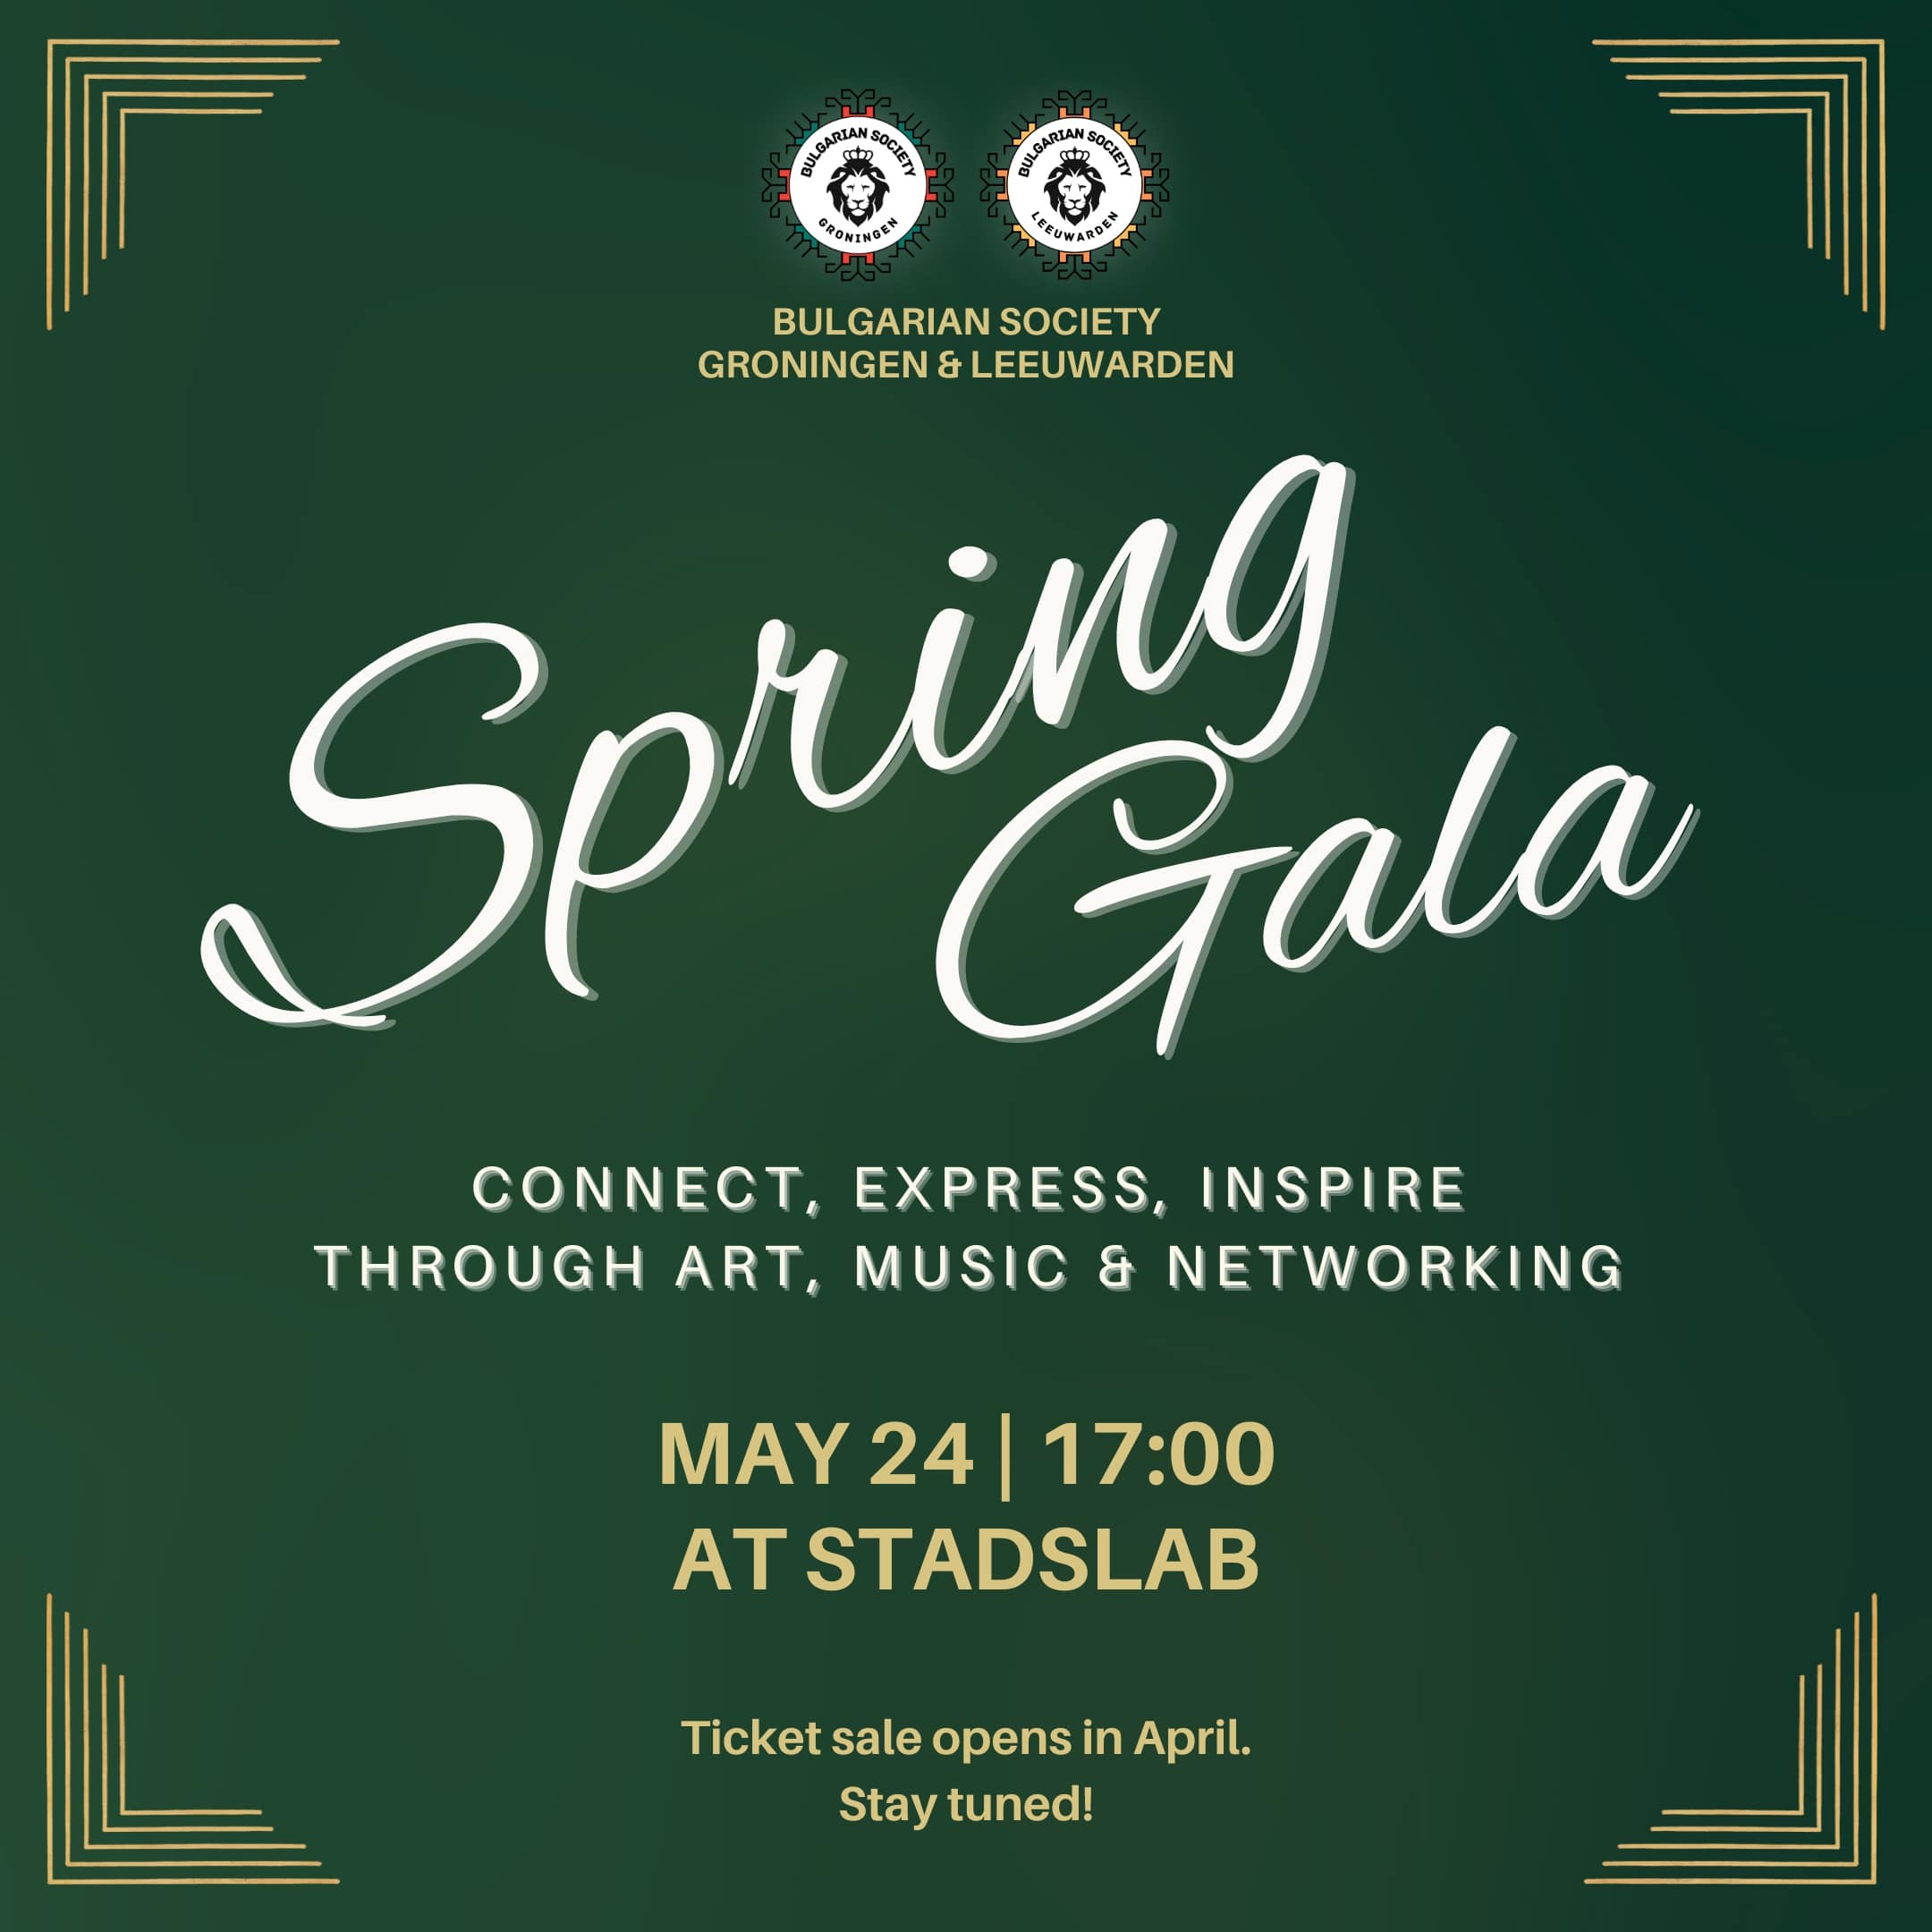 BULGARIAN SOCIETY
GRONINGEN
BULGARIAN SOCIETY
LEEUWARDEN
BULGARIAN SOCIETY
GRONINGEN & LEEUWARDEN
Spring
Gala
CONNECT, EXPRESS, INSPIRE
THROUGH ART, MUSIC & NETWORKING
MAY 24 | 17:00
AT STADSLAB
Ticket sale opens in April.
Stay tuned!